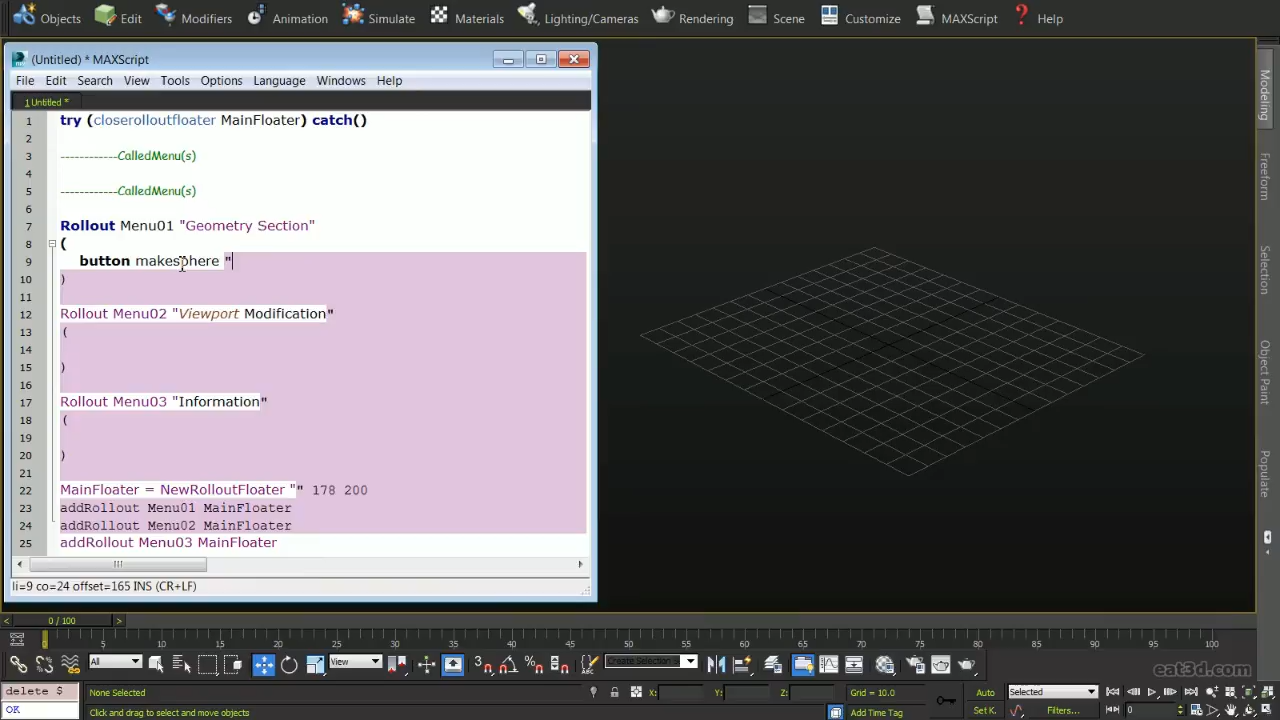 Objects Edit Modifiers Animation Simulate Materials Lighting/Cameras Rendering Scene Customize MAXScript Help
(Untitled) * MAXScript
File Edit Search View Tools Options Language Windows Help
1 Untitled *
1 try (closerolloutfloater MainFloater) catch()
2
3 ------------CalledMenu(s)
4
5 ------------CalledMenu(s)
6
7 Rollout Menu01 "Geometry Section"
8 (
9 button makesphere "
10 )
11
12 Rollout Menu02 "Viewport Modification"
13 (
14
15 )
16
17 Rollout Menu03 "Information"
18 (
19
20 )
21
22 MainFloater = NewRolloutFloater "" 178 200
23 addRollout Menu01 MainFloater
24 addRollout Menu02 MainFloater
25 addRollout Menu03 MainFloater
li=9 co=24 offset=165 INS (CR+LF)
Modeling
Freeform
Selection
Object Paint
Populate
< 0 / 100 >
0 5 10 15 20 25 30 35 40 45 50 55 60 65 70 75 80 85 90 95 100
All View Create Selection Se
eat3d.com
delete $ None Selected X: Y: Z: Grid = 10.0 Auto Selected
OK Click and drag to select and move objects Add Time Tag Set K. Filters... 0